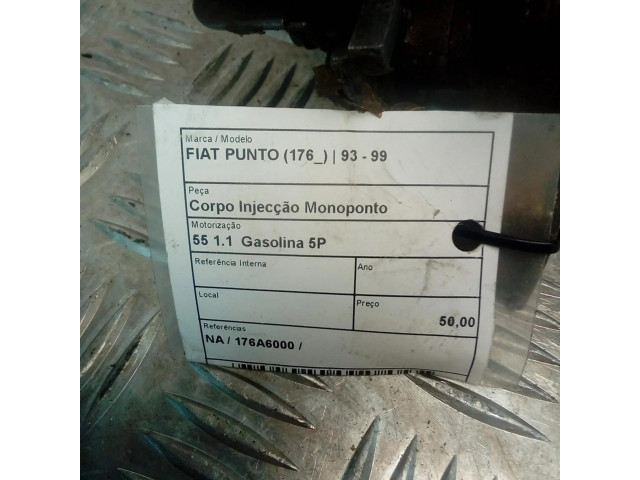 Marca / Modelo
FIAT PUNTO (176_) | 93 - 99
Peça
Corpo Injecção Monoponto
Motorização
55 1.1 Gasolina 5P
Referência Interna
Ano
Local
Preço
50,00
Referências
NA / 176A6000 /